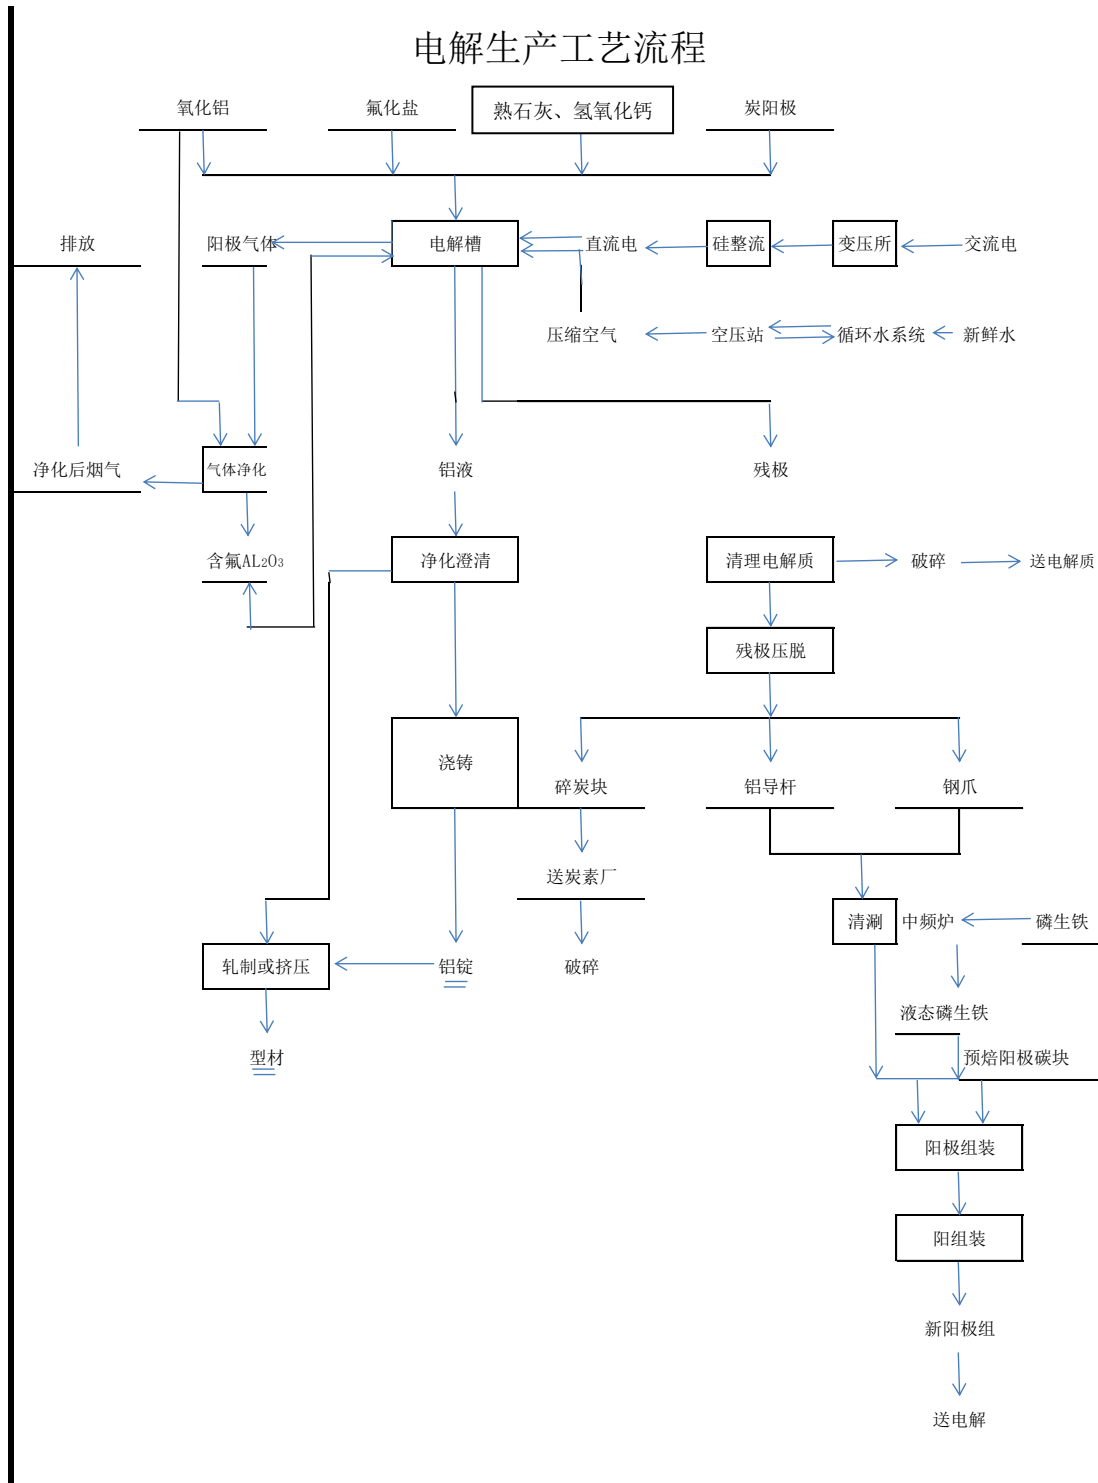 电解生产工艺流程
氧化铝 氟化盐 熟石灰、氢氧化钙 炭阳极
排放 阳极气体 电解槽 直流电 硅整流 变压所 交流电
压缩空气 空压站 循环水系统 新鲜水
净化后烟气 气体净化 铝液 残极
含氟AL₂O₃ 净化澄清 清理电解质 破碎 送电解质
残极压脱
浇铸 碎炭块 铝导杆 钢爪
送炭素厂
清涮 中频炉 磷生铁
轧制或挤压 铝锭 破碎
液态磷生铁
型材 预焙阳极碳块
阳极组装
阳组装
新阳极组
送电解